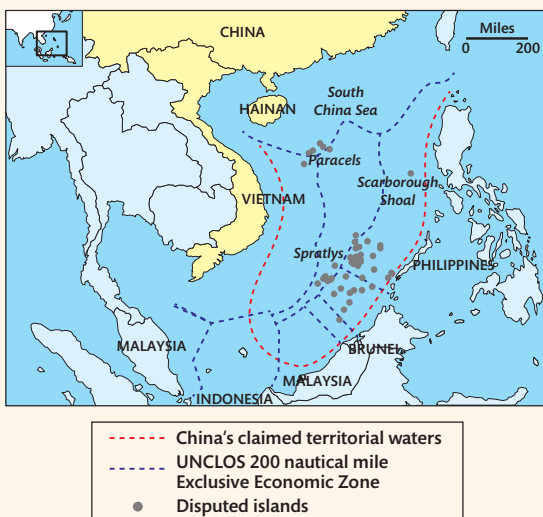 CHINA
Miles
0 200
South
China Sea
HAINAN
Paracels
Scarborough
Shoal
VIETNAM
Spratlys
PHILIPPINES
MALAYSIA
BRUNEI
MALAYSIA
INDONESIA
China's claimed territorial waters
UNCLOS 200 nautical mile
Exclusive Economic Zone
Disputed islands